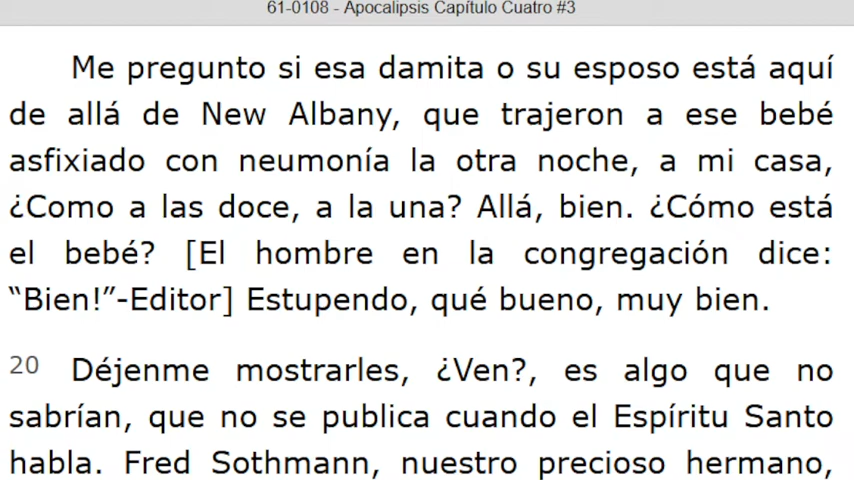 61-0108 - Apocalipsis Capítulo Cuatro #3
Me pregunto si esa damita o su esposo está aquí
de allá de New Albany, que trajeron a ese bebé
asfixiado con neumonía la otra noche, a mi casa,
¿Como a las doce, a la una? Allá, bien. ¿Cómo está
el bebé? [El hombre en la congregación dice:
“Bien!”-Editor] Estupendo, qué bueno, muy bien.
20 Déjenme mostrarles, ¿Ven?, es algo que no
sabrían, que no se publica cuando el Espíritu Santo
habla. Fred Sothmann, nuestro precioso hermano,